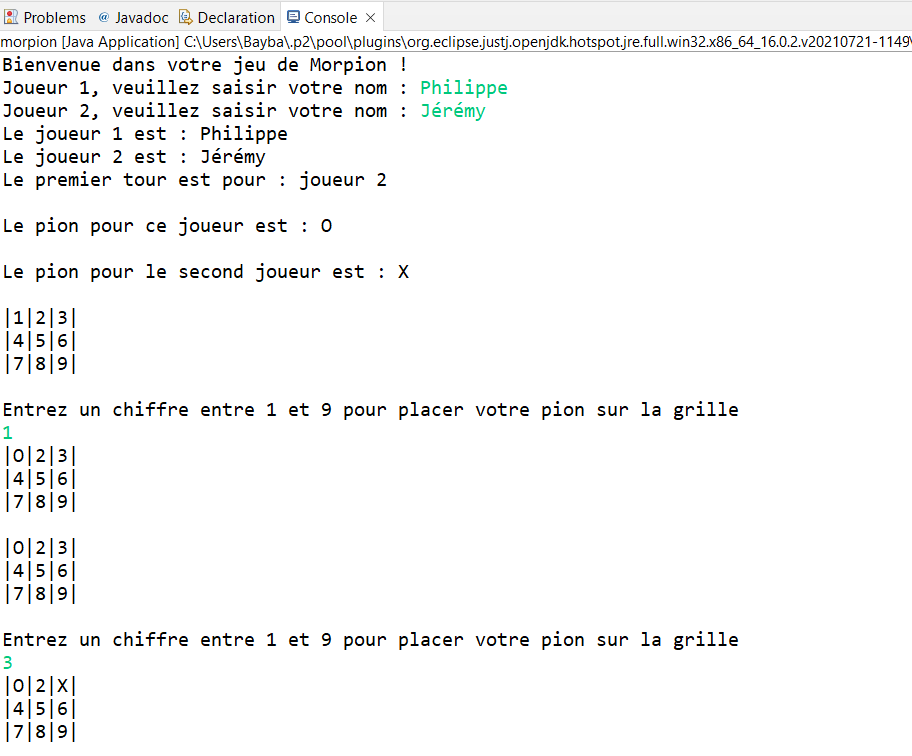 Problems @ Javadoc Declaration Console
morpion [Java Application] C:\Users\Bayba\.p2\pool\plugins\org.eclipse.justj.openjdk.hotspot.jre.full.win32.x86_64_16.0.2.v20210721-1149\
Bienvenue dans votre jeu de Morpion !
Joueur 1, veuillez saisir votre nom : Philippe
Joueur 2, veuillez saisir votre nom : Jérémy
Le joueur 1 est : Philippe
Le joueur 2 est : Jérémy
Le premier tour est pour : joueur 2
Le pion pour ce joueur est : O
Le pion pour le second joueur est : X
|1|2|3|
|4|5|6|
|7|8|9|
Entrez un chiffre entre 1 et 9 pour placer votre pion sur la grille
1
|O|2|3|
|4|5|6|
|7|8|9|
|O|2|3|
|4|5|6|
|7|8|9|
Entrez un chiffre entre 1 et 9 pour placer votre pion sur la grille
3
|O|2|X|
|4|5|6|
|7|8|9|